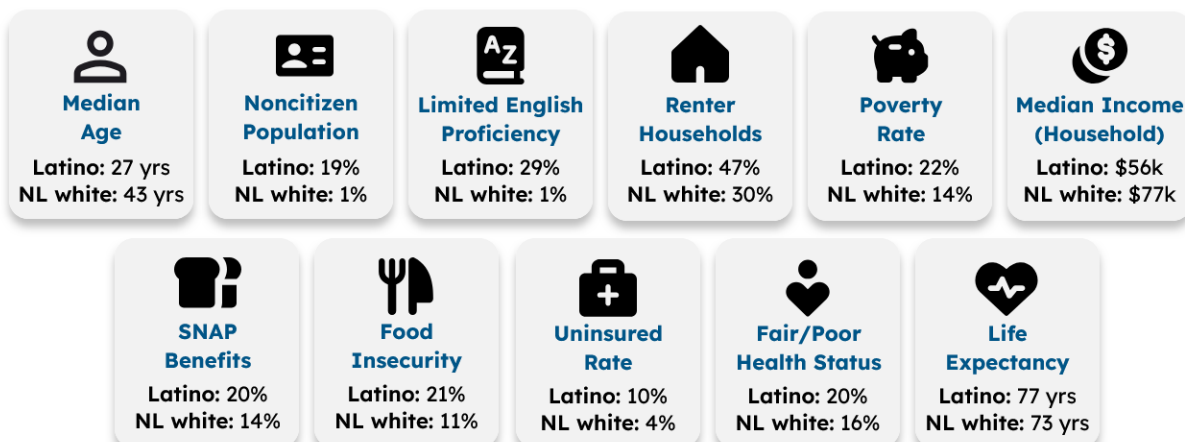 Median
Age
Latino: 27 yrs
NL white: 43 yrs
Noncitizen
Population
Latino: 19%
NL white: 1%
AZ
Limited English
Proficiency
Latino: 29%
NL white: 1%
Renter
Households
Latino: 47%
NL white: 30%
Poverty
Rate
Latino: 22%
NL white: 14%
$
Median Income
(Household)
Latino: $56k
NL white: $77k
SNAP
Benefits
Latino: 20%
NL white: 14%
Food
Insecurity
Latino: 21%
NL white: 11%
Uninsured
Rate
Latino: 10%
NL white: 4%
Fair/Poor
Health Status
Latino: 20%
NL white: 16%
Life
Expectancy
Latino: 77 yrs
NL white: 73 yrs